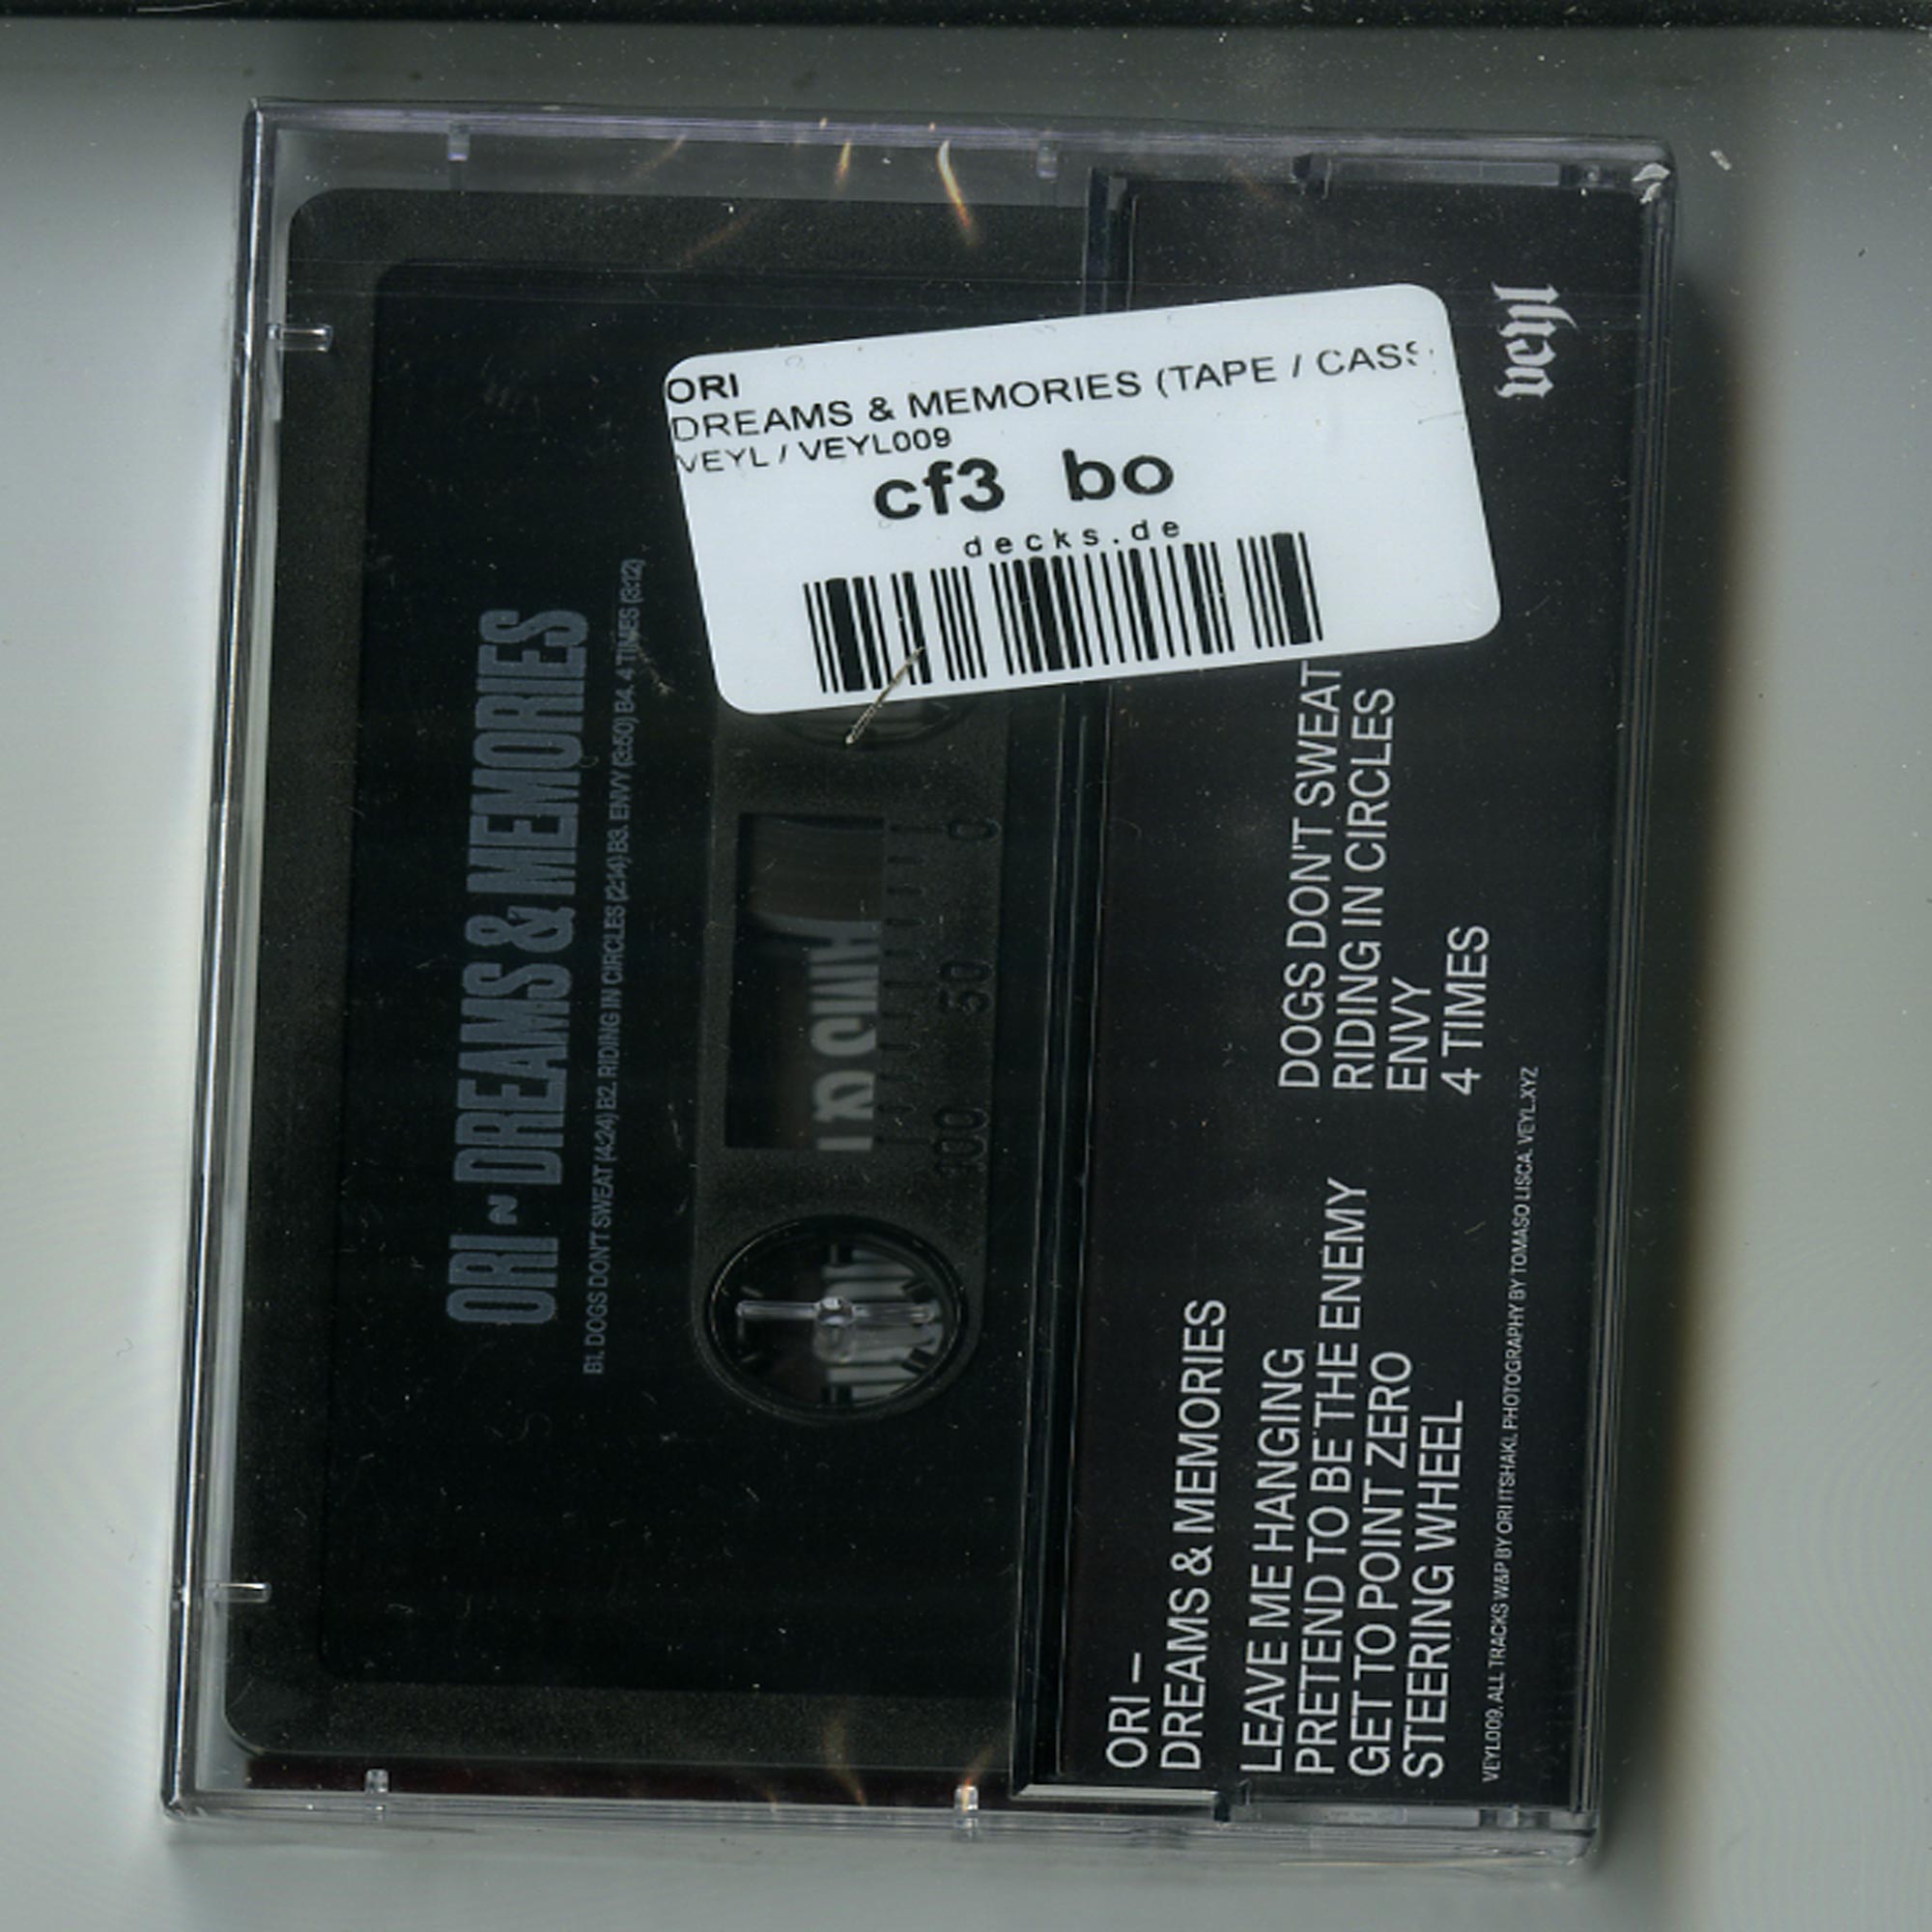 ORI
DREAMS & MEMORIES (TAPE / CASS
VEYL / VEYL009
cf3 bo
decks.de
veyl
ORI ~ DREAMS & MEMORIES
B1. DOGS DON'T SWEAT (4:24) B2. RIDING IN CIRCLES (2:14) B3. ENVY (3:50) B4. 4 TIMES (3:12)
100 50 0
ORI –
DREAMS & MEMORIES
LEAVE ME HANGING
PRETEND TO BE THE ENEMY
GET TO POINT ZERO
STEERING WHEEL
DOGS DON'T SWEAT
RIDING IN CIRCLES
ENVY
4 TIMES
VEYL009. ALL TRACKS W&P BY ORI ITSHAKI. PHOTOGRAPHY BY TOMASO LISCA. VEYL.XYZ